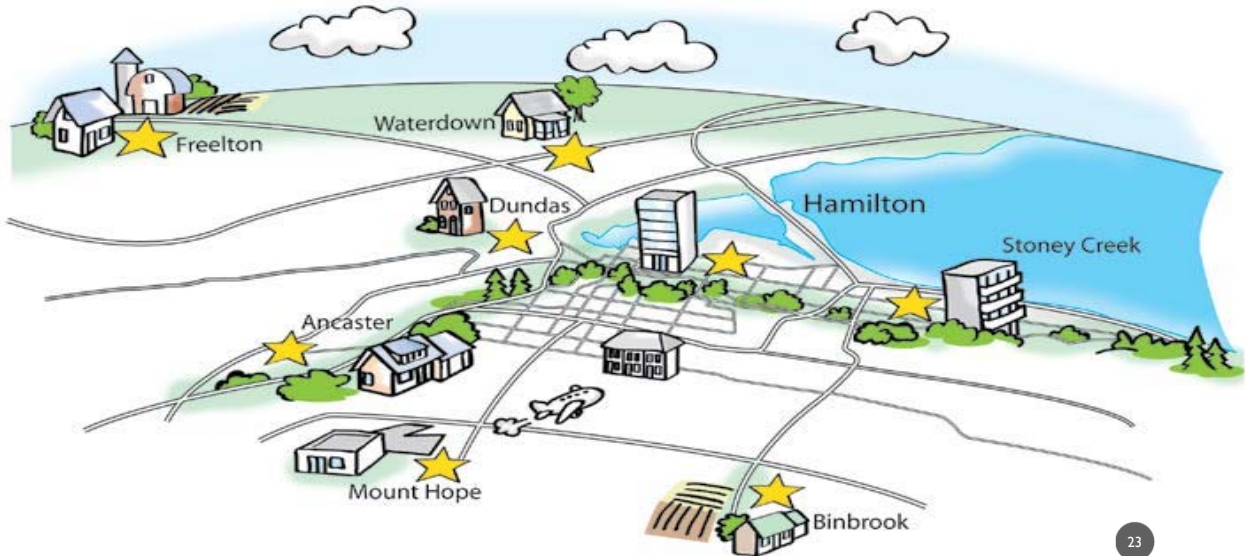 Waterdown
Freelton
Dundas
Hamilton
Stoney Creek
Ancaster
Mount Hope
Binbrook
23